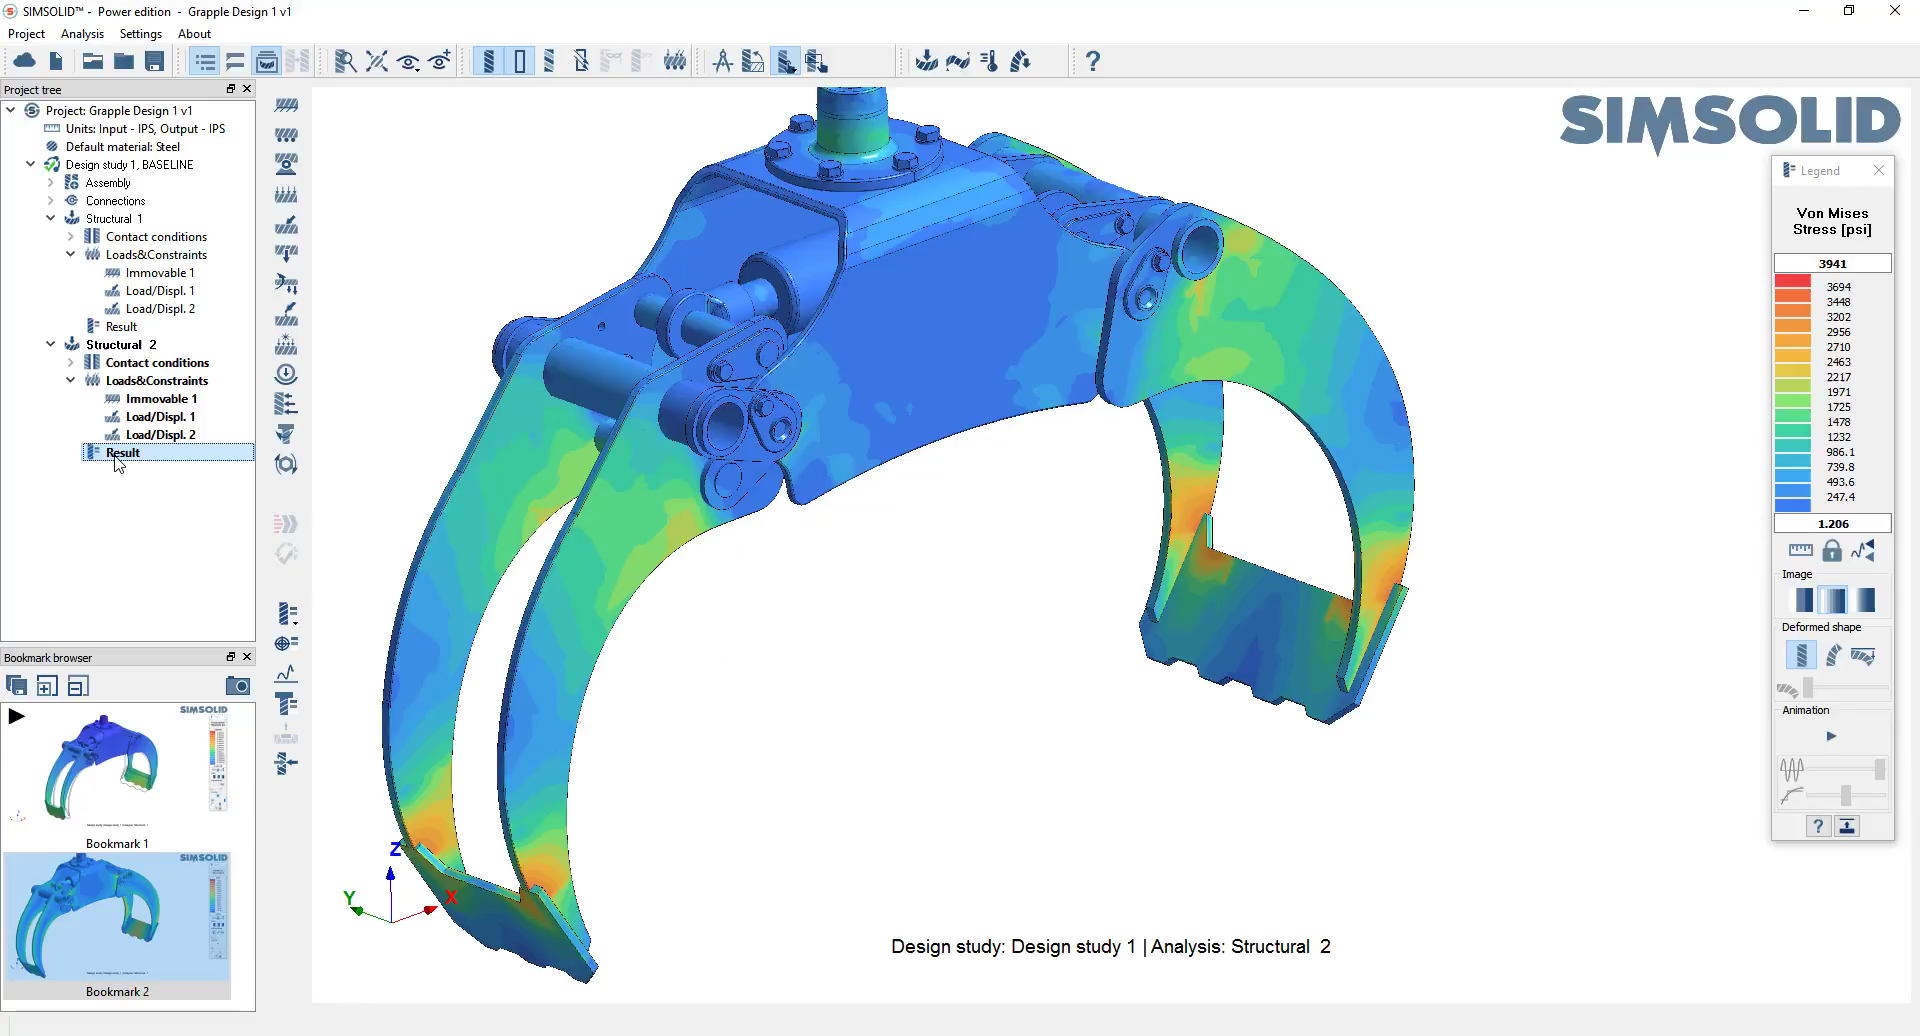 SIMSOLID™ - Power edition - Grapple Design 1 v1
Project Analysis Settings About
?
Project tree
Project: Grapple Design 1 v1
Units: Input - IPS, Output - IPS
Default material: Steel
Design study 1, BASELINE
Assembly
Connections
Structural 1
Contact conditions
Loads&Constraints
Immovable 1
Load/Displ. 1
Load/Displ. 2
Result
Structural 2
Contact conditions
Loads&Constraints
Immovable 1
Load/Displ. 1
Load/Displ. 2
Result
Bookmark browser
SIMSOLID
Bookmark 1
SIMSOLID
Bookmark 2
SIMSOLID
Z
Y
X
Design study: Design study 1 | Analysis: Structural 2
Legend
Von Mises
Stress [psi]
3941
3694
3448
3202
2956
2710
2463
2217
1971
1725
1478
1232
986.1
739.8
493.6
247.4
1.206
Image
Deformed shape
Animation
?